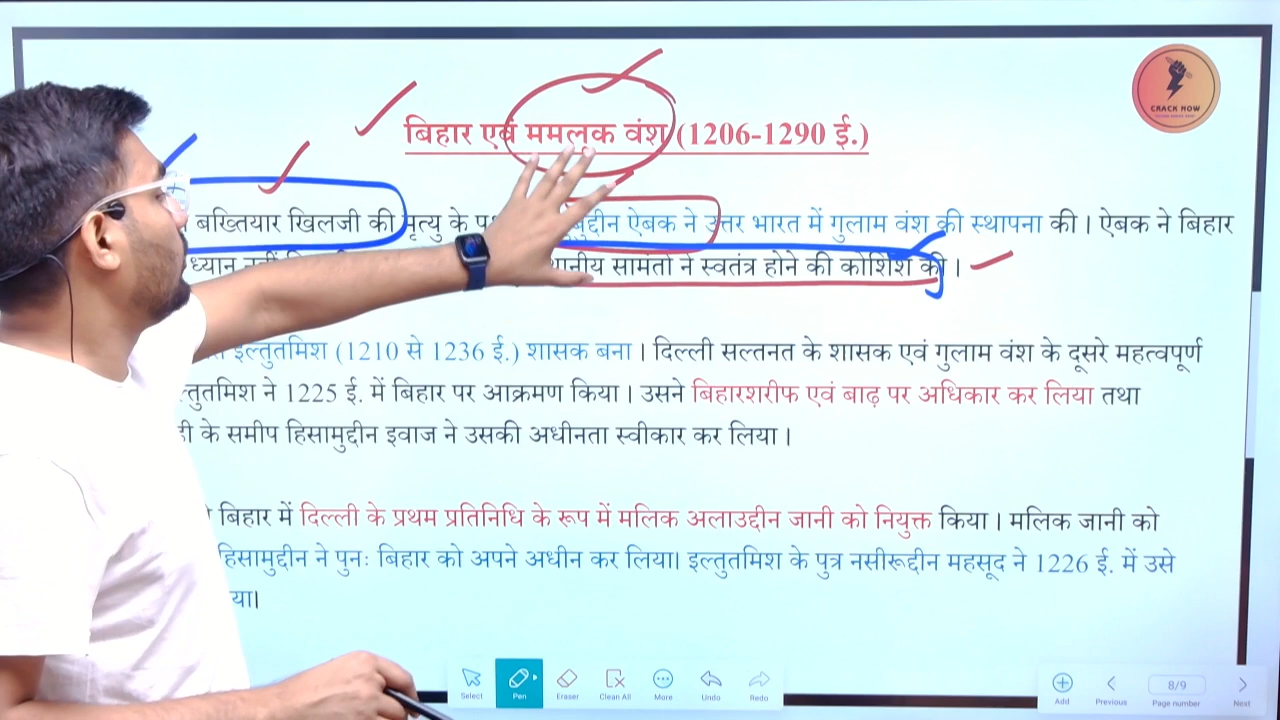 CRACK NOW
बिहार एवं ममलूक वंश (1206-1290 ई.)
बख्तियार खिलजी की मृत्यु के ऐबक ने उत्तर भारत में गुलाम वंश की स्थापना की । ऐबक ने बिहार
ध्यान सामंतों ने स्वतंत्र होने की कोशिश की ।
इल्तुतमिश (1210 से 1236 ई.) शासक बना । दिल्ली सल्तनत के शासक एवं गुलाम वंश के दूसरे महत्वपूर्ण
ने 1225 ई. में बिहार पर आक्रमण किया । उसने बिहारशरीफ एवं बाढ़ पर अधिकार कर लिया तथा
के समीप हिसामुद्दीन इवाज ने उसकी अधीनता स्वीकार कर लिया ।
बिहार में दिल्ली के प्रथम प्रतिनिधि के रूप में मलिक अलाउद्दीन जानी को नियुक्त किया । मलिक जानी को
हिसामुद्दीन ने पुनः बिहार को अपने अधीन कर लिया। इल्तुतमिश के पुत्र नसीरूद्दीन महसूद ने 1226 ई. में उसे
Select Pen Eraser Clean All More Undo Redo
Add Previous 8/9 Page number Next